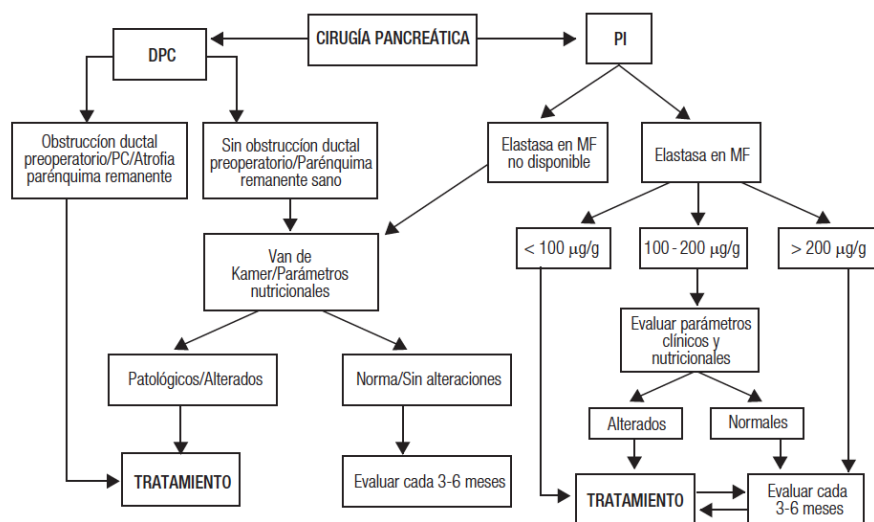 CIRUGÍA PANCREÁTICA
DPC
PI
Obstruccíon ductal
preoperatorio/PC/Atrofia
parénquima remanente
Sin obstruccíon ductal
preoperatorio/Parénquima
remanente sano
Elastasa en MF
no disponible
Elastasa en MF
Van de
Kamer/Parámetros
nutricionales
< 100 μg/g
100 - 200 μg/g
> 200 μg/g
Evaluar parámetros
clínicos y
nutricionales
Patológicos/Alterados
Norma/Sin alteraciones
Alterados
Normales
TRATAMIENTO
Evaluar cada 3-6 meses
TRATAMIENTO
Evaluar cada
3-6 meses